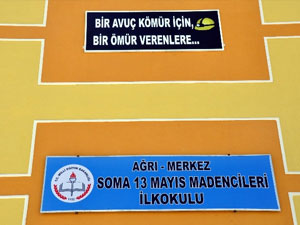 BİR AVUÇ KÖMÜR İÇİN,
BİR ÖMÜR VERENLERE...
AĞRI - MERKEZ
SOMA 13 MAYIS MADENCİLERİ
İLKOKULU